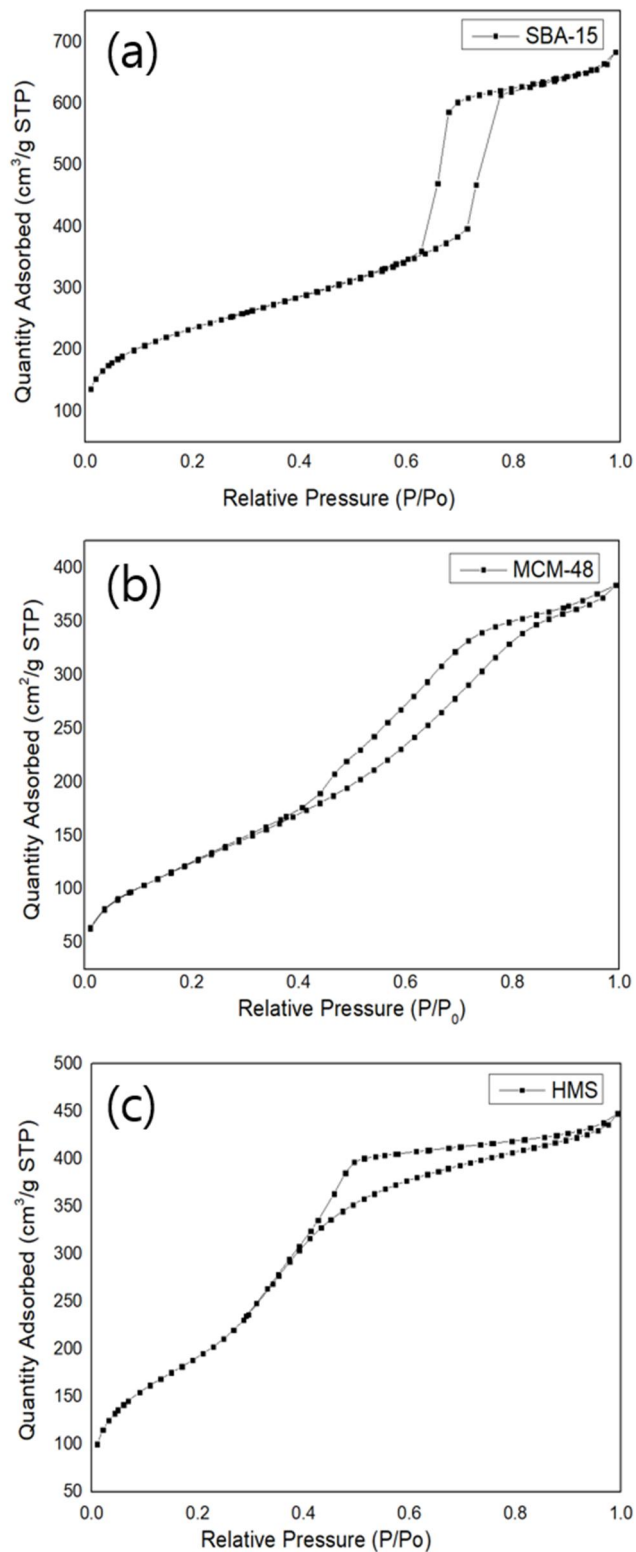 (a)
SBA-15
700
600
500
400
300
200
100
Quantity Adsorbed (cm³/g STP)
0.0 0.2 0.4 0.6 0.8 1.0
Relative Pressure (P/Po)
(b)
MCM-48
400
350
300
250
200
150
100
50
Quantity Adsorbed (cm²/g STP)
0.0 0.2 0.4 0.6 0.8 1.0
Relative Pressure (P/P₀)
(c)
HMS
500
450
400
350
300
250
200
150
100
50
Quantity Adsorbed (cm³/g STP)
0.0 0.2 0.4 0.6 0.8 1.0
Relative Pressure (P/Po)